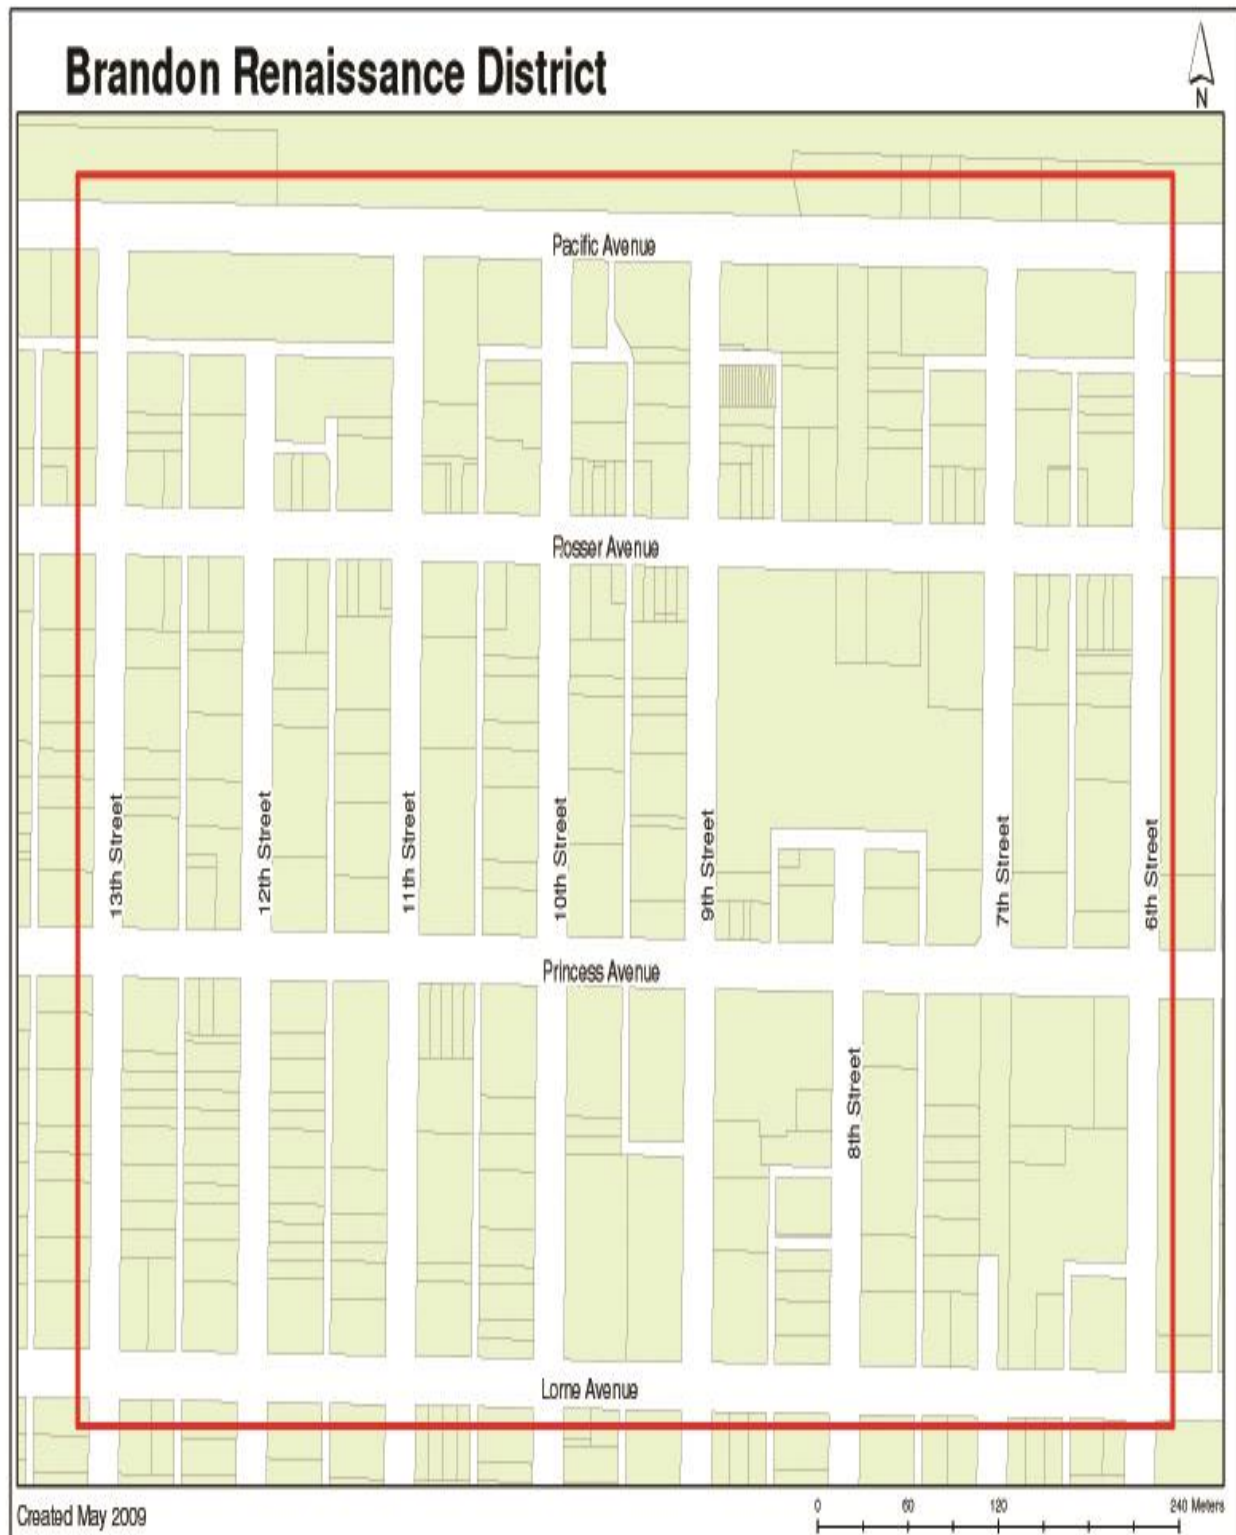 Brandon Renaissance District
N
Pacific Avenue
Rosser Avenue
13th Street
12th Street
11th Street
10th Street
9th Street
7th Street
6th Street
Princess Avenue
8th Street
Lorne Avenue
Created May 2009
0 60 120 240 Meters